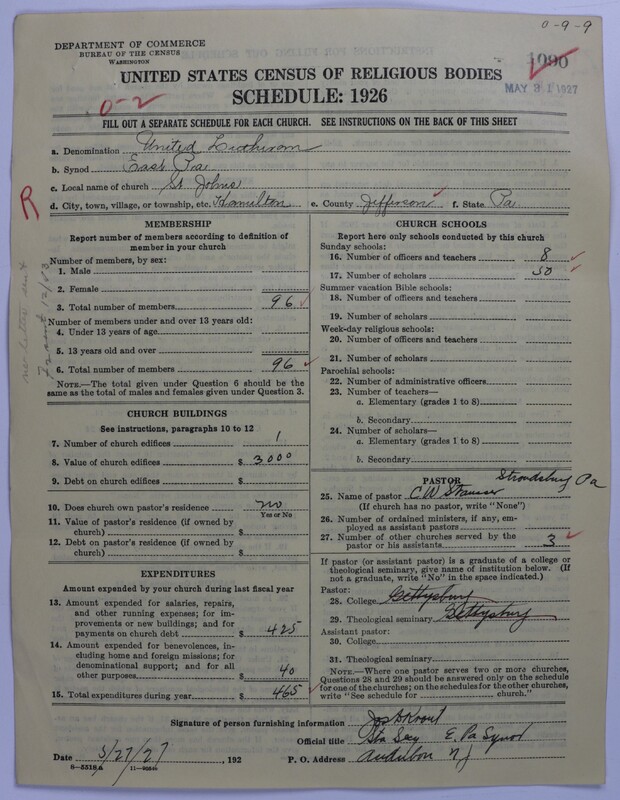 0-9-9
DEPARTMENT OF COMMERCE
BUREAU OF THE CENSUS
WASHINGTON
1090
MAY 31 1927
UNITED STATES CENSUS OF RELIGIOUS BODIES
SCHEDULE: 1926
0-2
FILL OUT A SEPARATE SCHEDULE FOR EACH CHURCH. SEE INSTRUCTIONS ON THE BACK OF THIS SHEET
a. Denomination United Lutheran
b. Synod East Pa
c. Local name of church St Johns
d. City, town, village, or township, etc. Hamilton e. County Jefferson f. State Pa.
R
MEMBERSHIP
Report number of members according to definition of
member in your church
Number of members, by sex:
1. Male
2. Female
3. Total number of members 96
Number of members under and over 13 years old:
4. Under 13 years of age
5. 13 years old and over
6. Total number of members 96
NOTE.—The total given under Question 6 should be
the same as the total of males and females given under Question 3.
CHURCH BUILDINGS
See instructions, paragraphs 10 to 12
7. Number of church edifices 1
8. Value of church edifices $ 3000
9. Debt on church edifices $
10. Does church own pastor's residence no
Yes or No
11. Value of pastor's residence (if owned by
church) $
12. Debt on pastor's residence (if owned by
church) $
EXPENDITURES
Amount expended by your church during last fiscal year
13. Amount expended for salaries, repairs,
and other running expenses; for im-
provements or new buildings; and for
payments on church debt $ 425
14. Amount expended for benevolences, in-
cluding home and foreign missions; for
denominational support; and for all
other purposes $ 40
15. Total expenditures during year $ 465
CHURCH SCHOOLS
Report here only schools conducted by this church
Sunday schools:
16. Number of officers and teachers 8
17. Number of scholars 50
Summer vacation Bible schools:
18. Number of officers and teachers
19. Number of scholars
Week-day religious schools:
20. Number of officers and teachers
21. Number of scholars
Parochial schools:
22. Number of administrative officers
23. Number of teachers—
a. Elementary (grades 1 to 8)
b. Secondary
24. Number of scholars—
a. Elementary (grades 1 to 8)
b. Secondary
PASTOR Stroudsburg Pa
25. Name of pastor C W Strausser
(If church has no pastor, write "None")
26. Number of ordained ministers, if any, em-
ployed as assistant pastors
27. Number of other churches served by the
pastor or his assistants 3
If pastor (or assistant pastor) is a graduate of a college or
theological seminary, give name of institution below. (If
not a graduate, write "No" in the space indicated.)
Pastor:
28. College Gettysburg
29. Theological seminary Gettysburg
Assistant pastor:
30. College
31. Theological seminary
NOTE.—Where one pastor serves two or more churches,
Questions 28 and 29 should be answered only on the schedule
for one of the churches; on the schedules for the other churches,
write "See schedule for church."
Signature of person furnishing information Jos D Krout
Official title Sta Secy E. Pa Synod
Date 5/27/27, 192 P. O. Address Audubon NJ
8-5518a